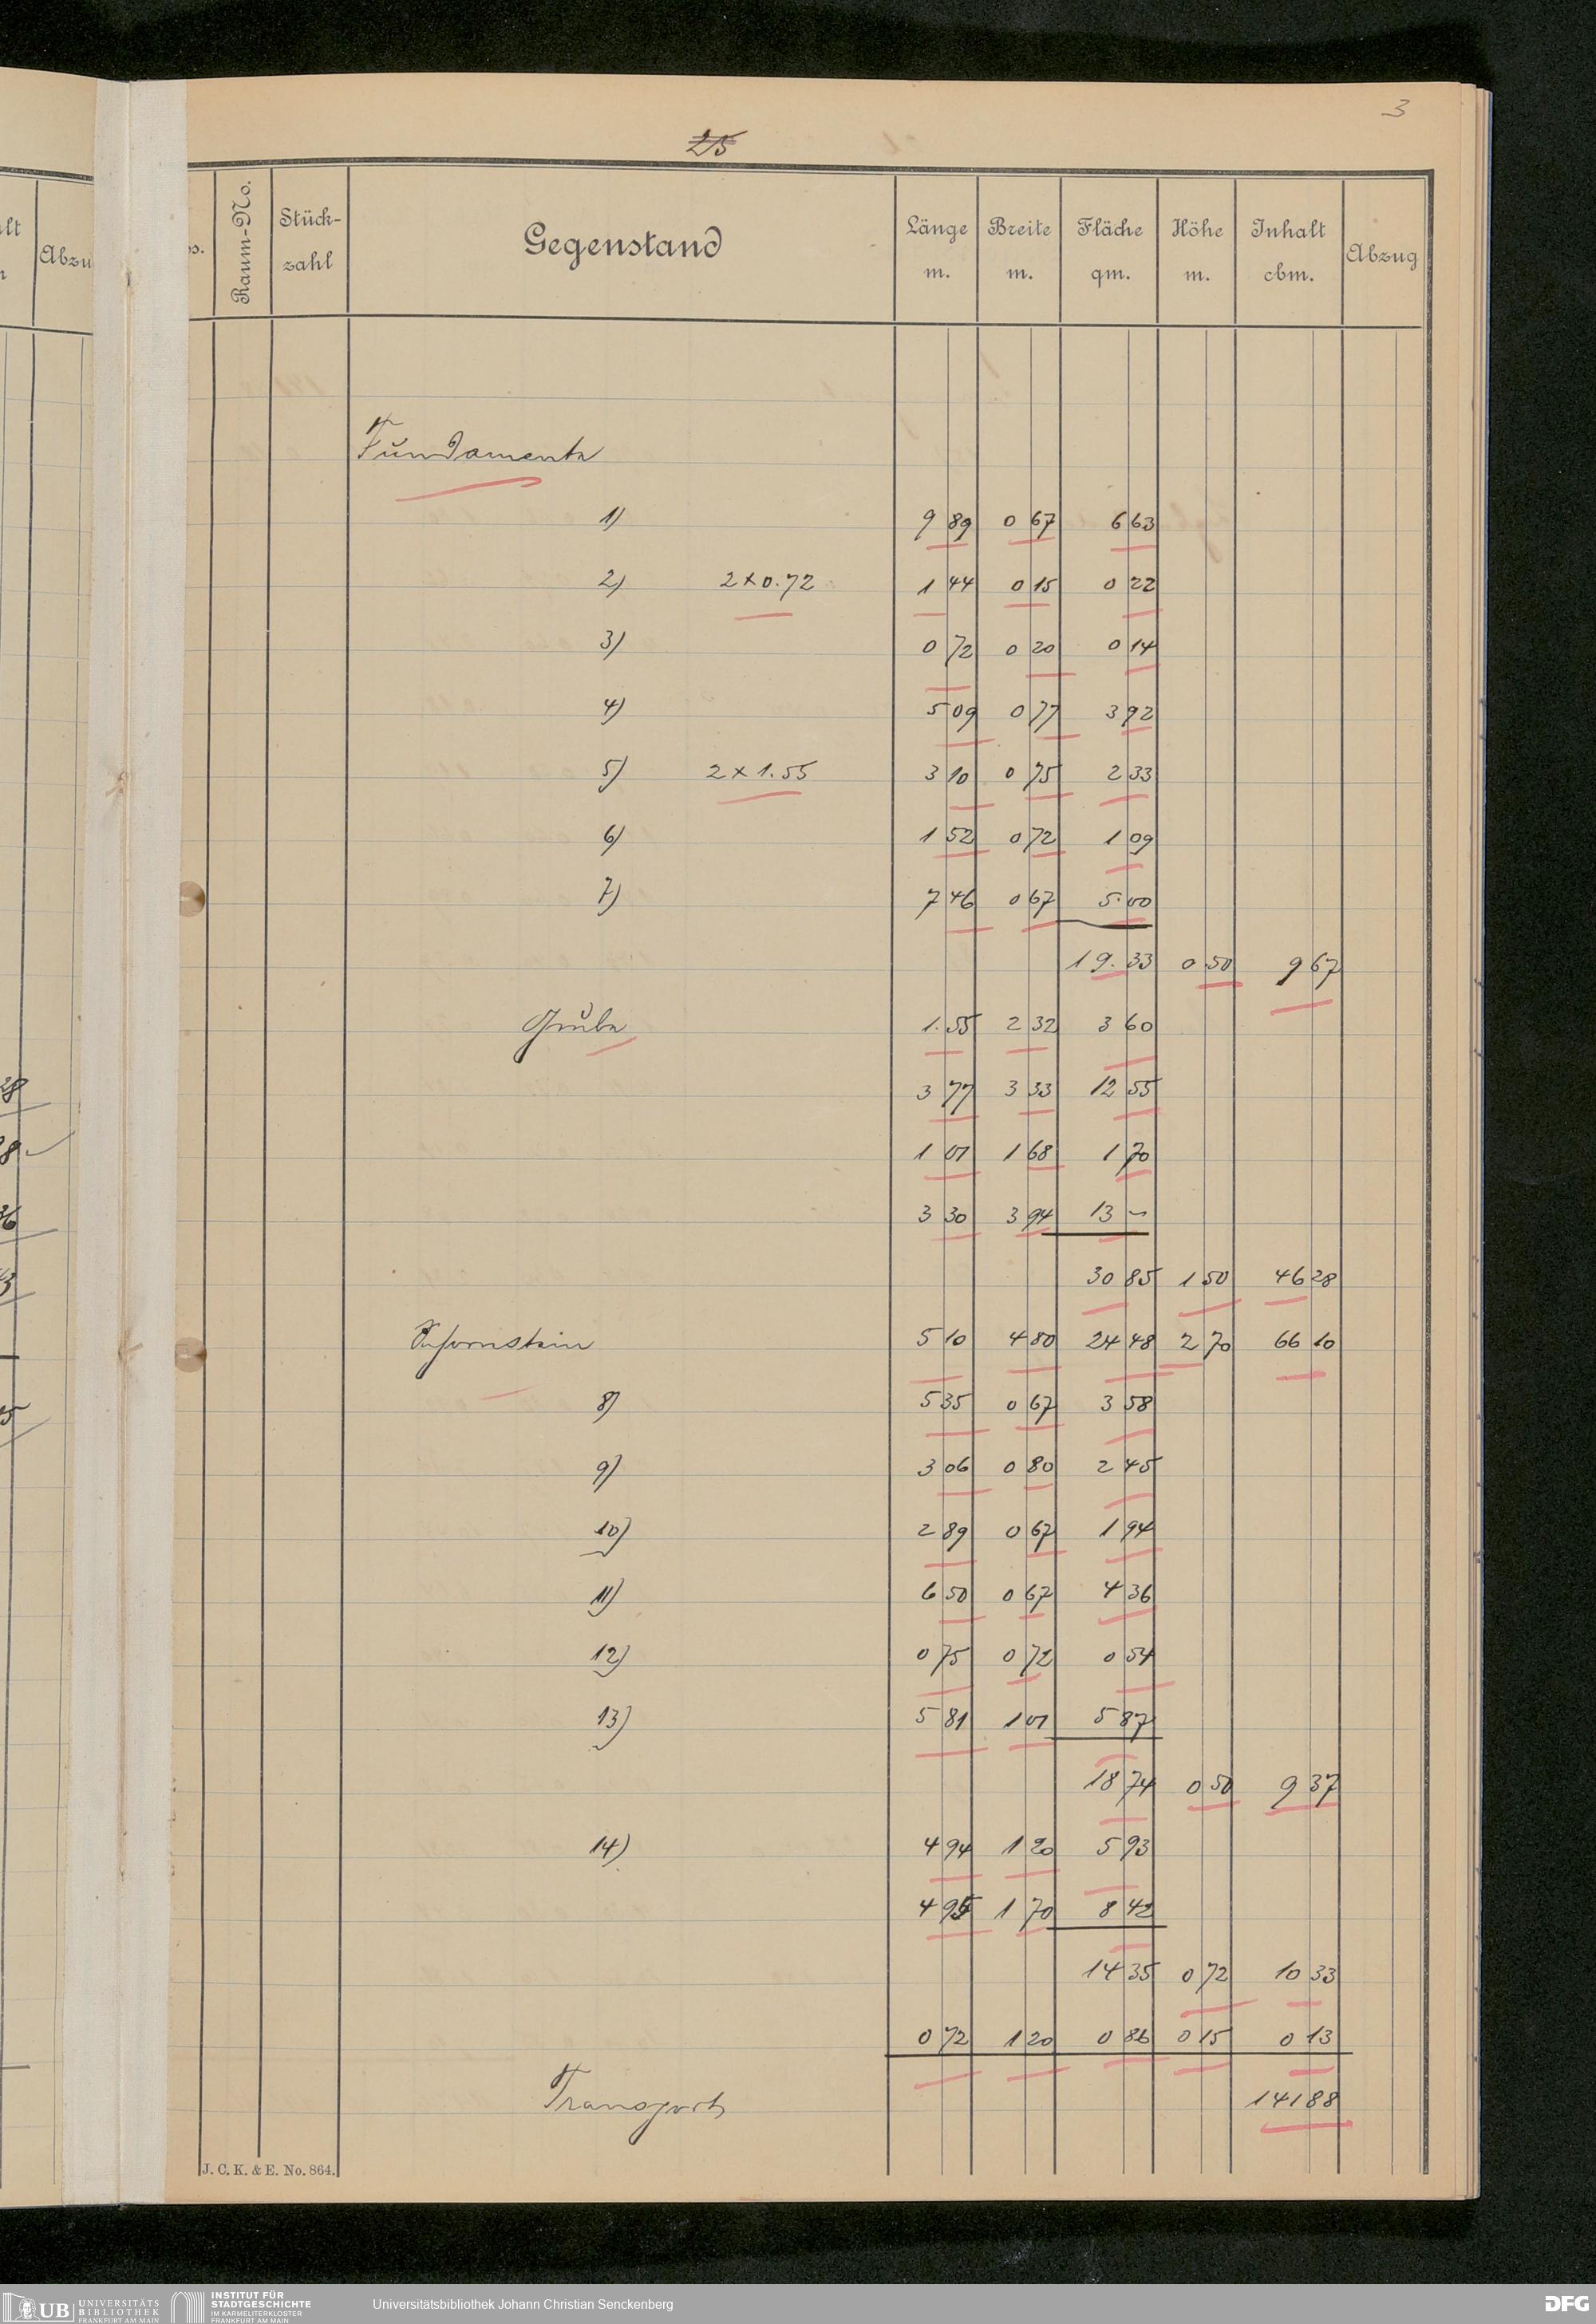 3
25
lt
Abzu
Raum-No.
Stück-
zahl
Gegenstand
Länge
m.
Breite
m.
Fläche
qm.
Höhe
m.
Inhalt
cbm.
Abzug
Fundamente
1) 9 89 0 67 6 63
2) 2 x 0.72 1 44 0 15 0 22
3) 0 72 0 20 0 14
4) 5 09 0 77 3 92
5) 2 x 1.55 3 10 0 75 2 33
6) 1 52 0 72 1 09
7) 7 46 0 67 5.00
19.33 0.50 9 67
Grube 1.55 2 32 3 60
3 77 3 33 12 55
1 01 1 68 1 70
3 30 3 94 13 –
30 85 1 50 46 28
Schornstein 5 10 4 80 24 48 2 70 66 10
8) 5 35 0 67 3 58
9) 3 06 0 80 2 45
10) 2 89 0 67 1 94
11) 6 50 0 67 4 36
12) 0 75 0 72 0 54
13) 5 81 1 01 5 87
18 74 0 50 9 37
14) 4 94 1 20 5 93
4 95 1 70 8 42
14 35 0 72 10 33
0 72 1 20 0 86 0 15 0 13
Transport 141 88
J. C. K. & E. No. 864.
UB UNIVERSITÄTS
BIBLIOTHEK
FRANKFURT AM MAIN
INSTITUT FÜR
STADTGESCHICHTE
IM KARMELITERKLOSTER
FRANKFURT AM MAIN
Universitätsbibliothek Johann Christian Senckenberg
DFG